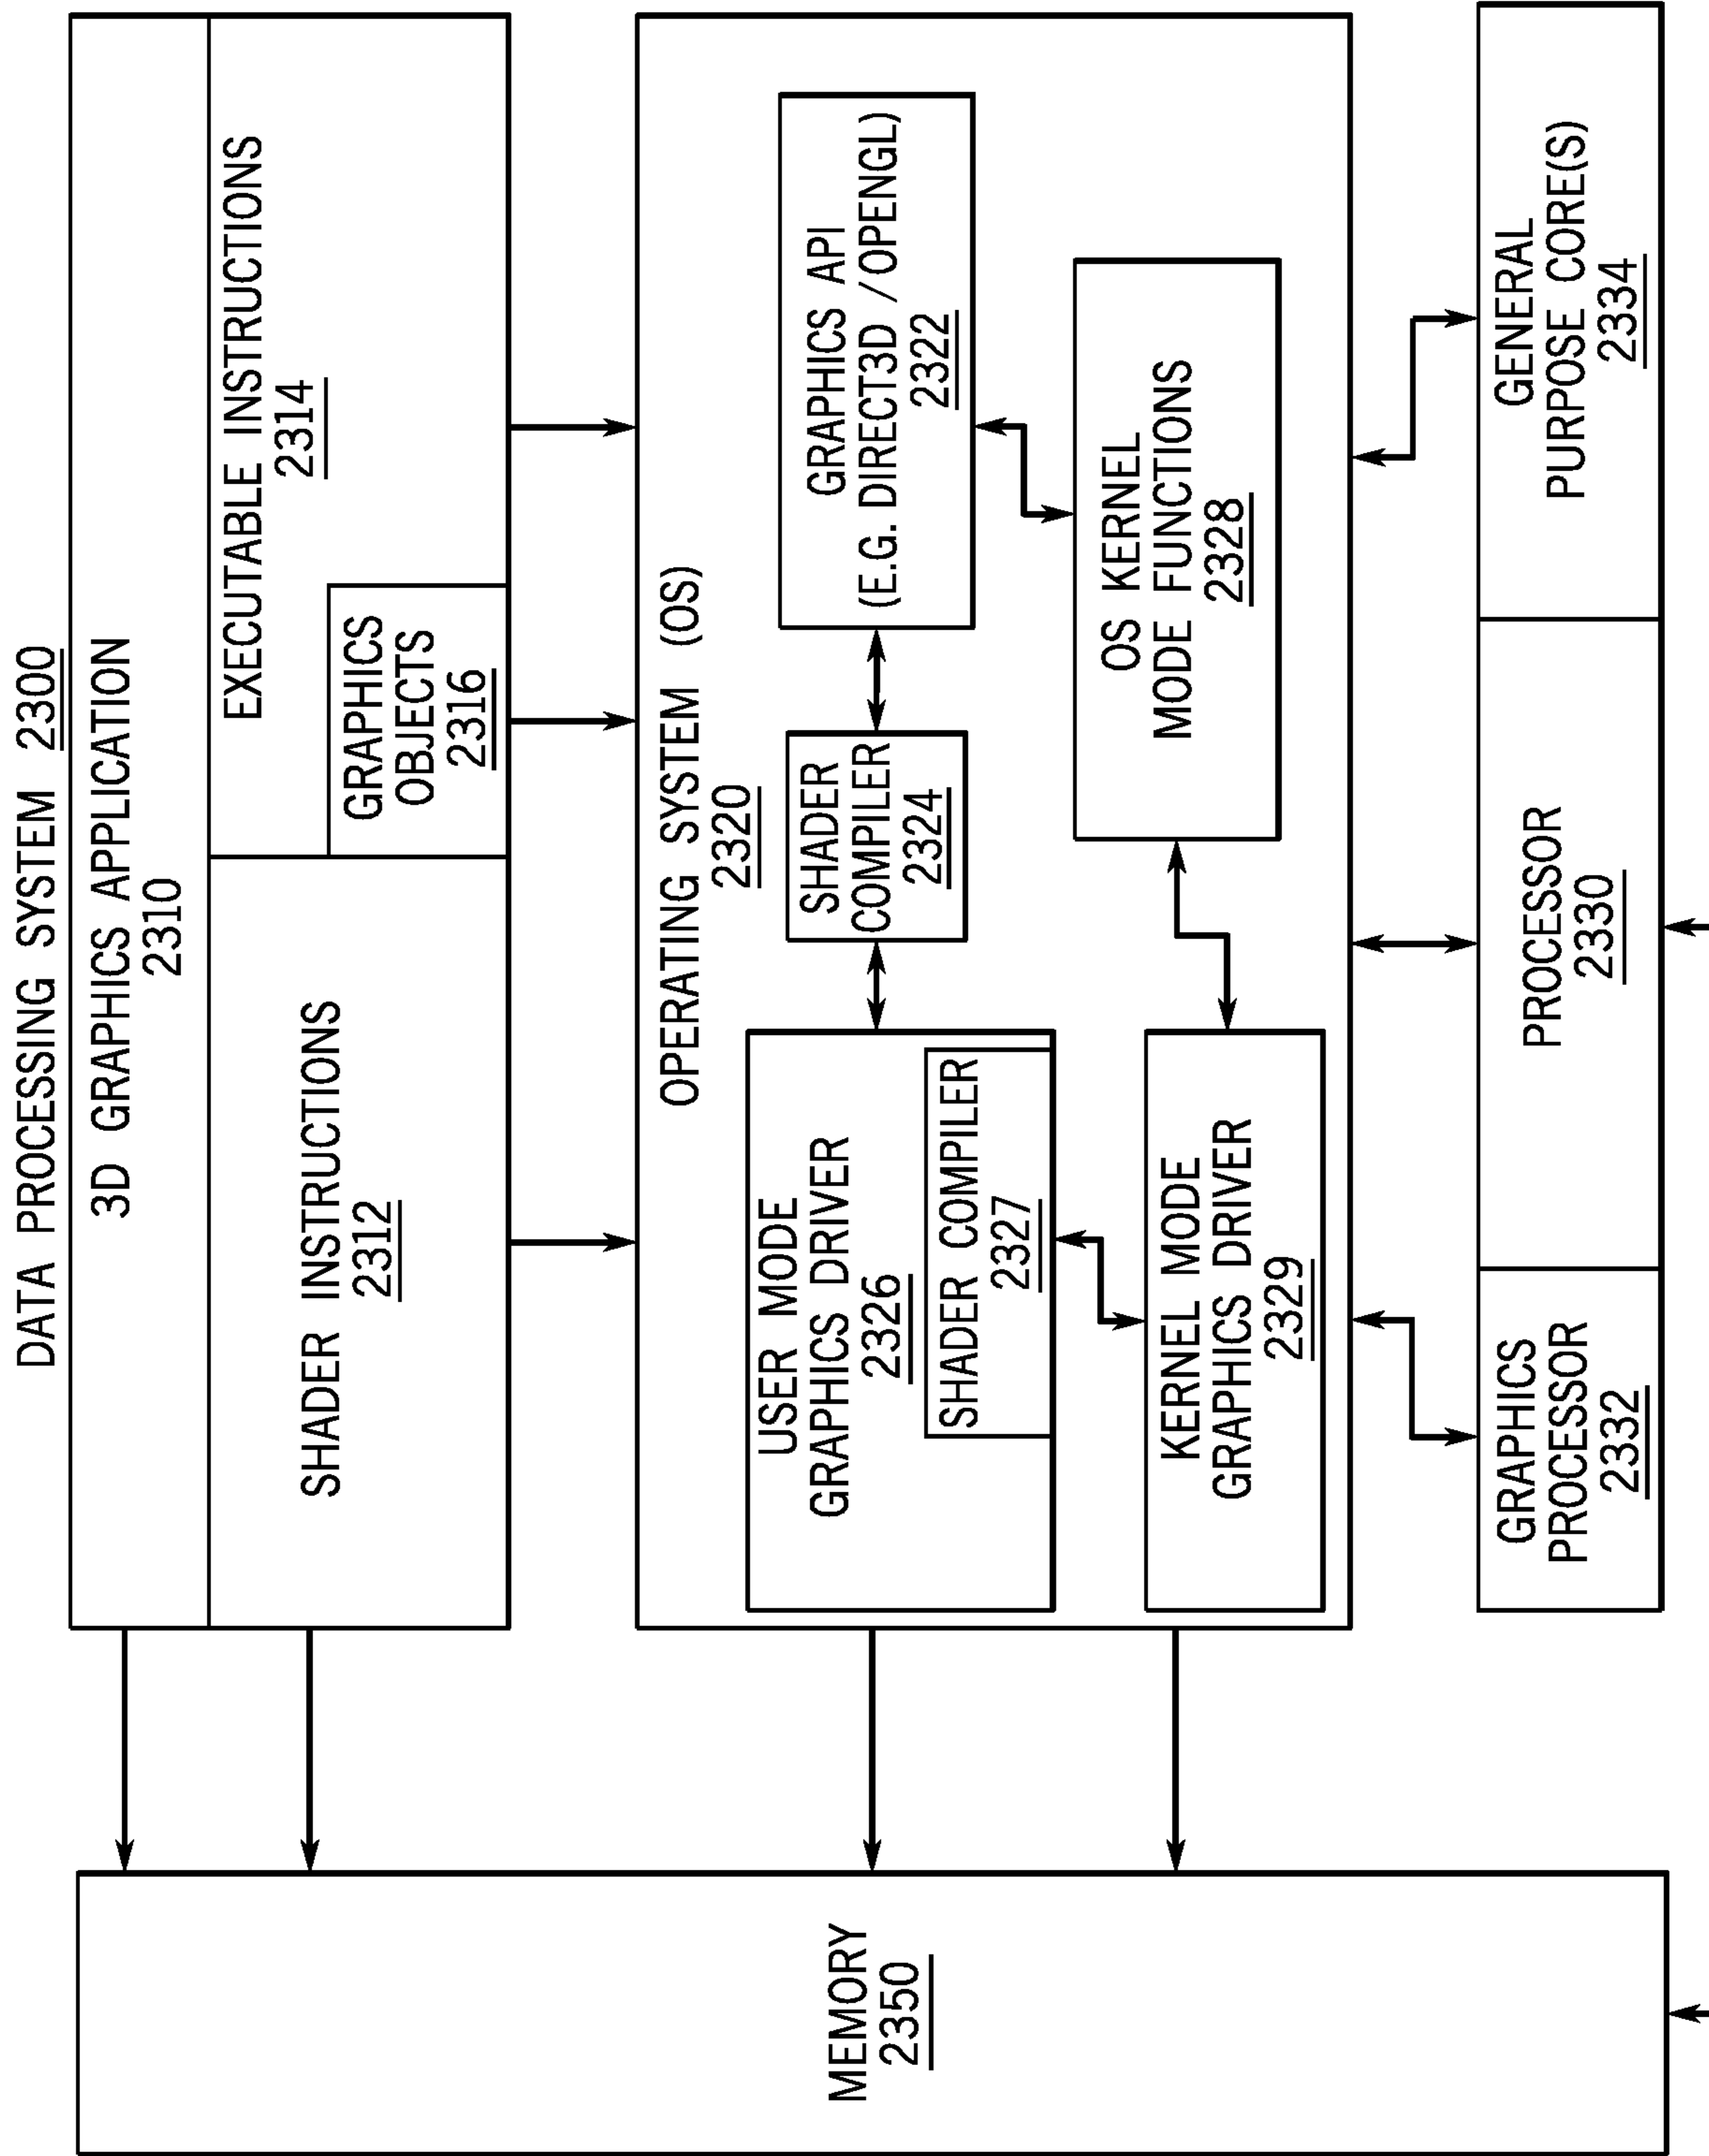 DATA PROCESSING SYSTEM 2300
3D GRAPHICS APPLICATION
2310
SHADER INSTRUCTIONS
2312
EXECUTABLE INSTRUCTIONS
2314
GRAPHICS
OBJECTS
2316
OPERATING SYSTEM (OS)
2320
USER MODE
GRAPHICS DRIVER
2326
SHADER COMPILER
2327
SHADER
COMPILER
2324
GRAPHICS API
(E.G. DIRECT3D /OPENGL)
2322
KERNEL MODE
GRAPHICS DRIVER
2329
OS KERNEL
MODE FUNCTIONS
2328
GRAPHICS
PROCESSOR
2332
PROCESSOR
2330
GENERAL
PURPOSE CORE(S)
2334
MEMORY
2350